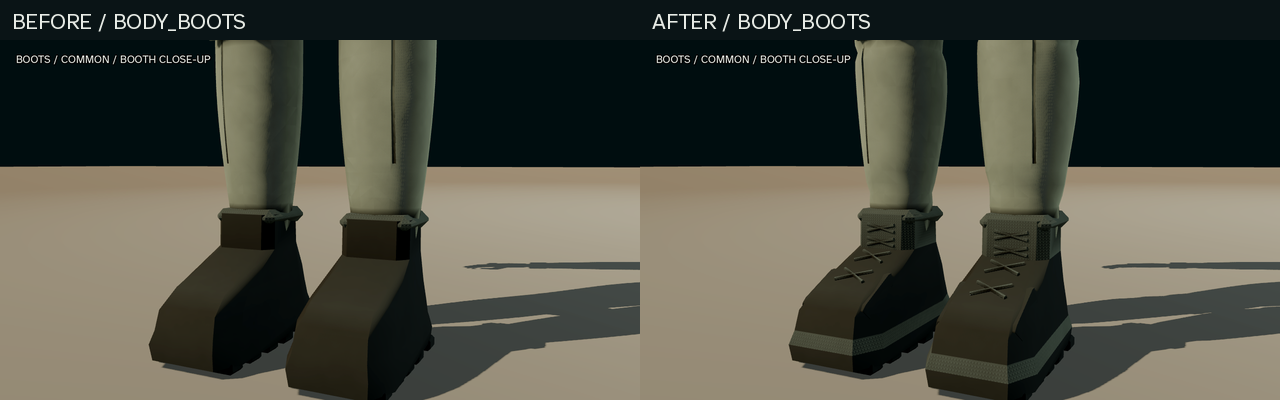 BEFORE / BODY_BOOTS
AFTER / BODY_BOOTS
BOOTS / COMMON / BOOTH CLOSE-UP
BOOTS / COMMON / BOOTH CLOSE-UP